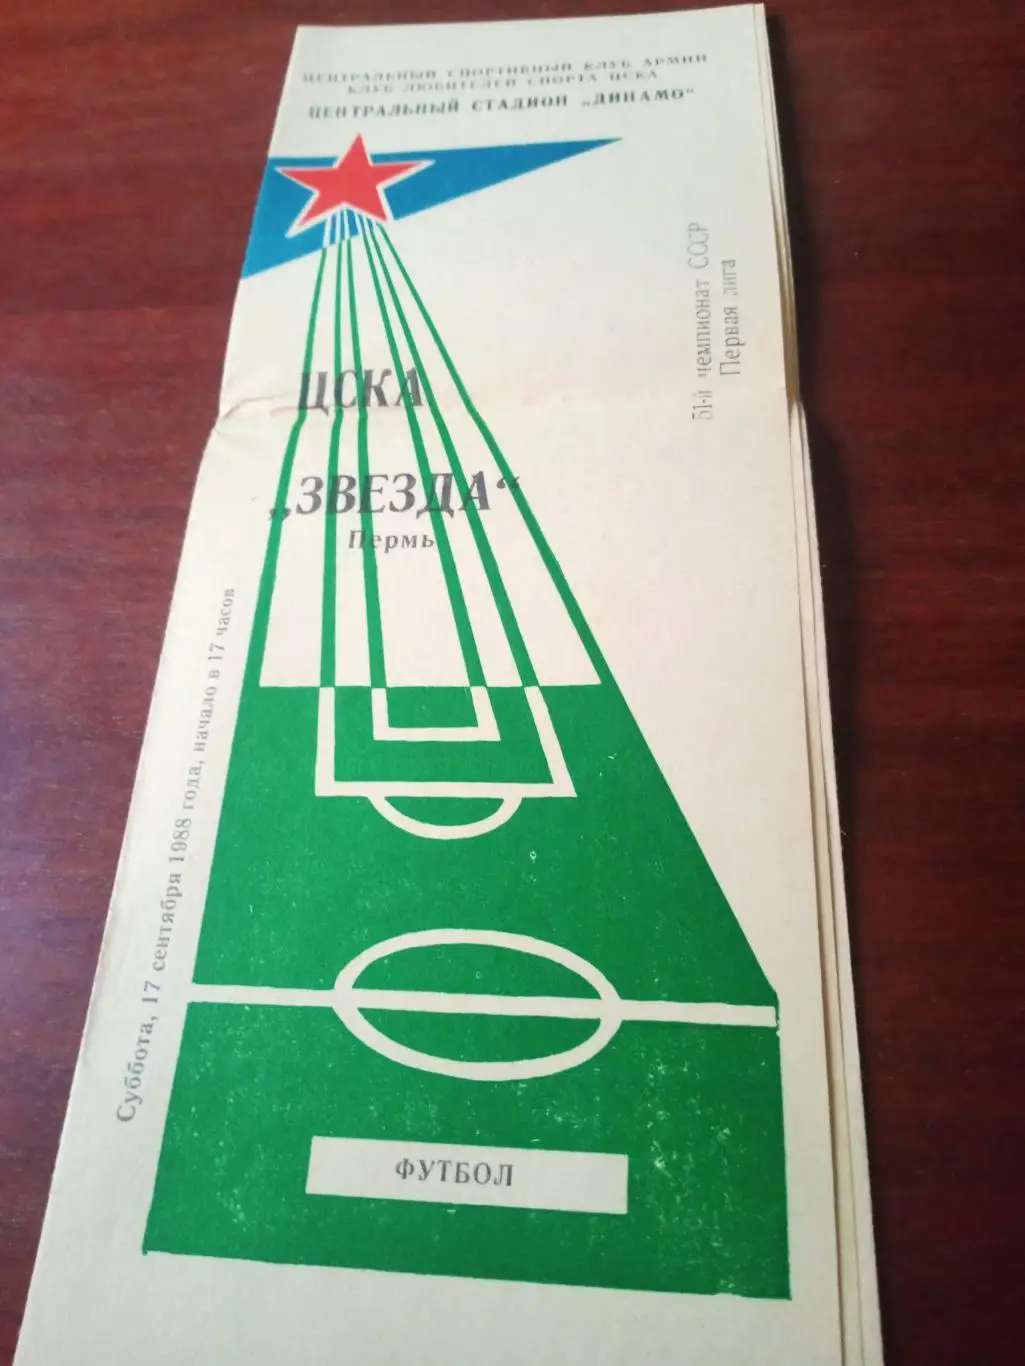 ЦЕНТРАЛЬНЫЙ СПОРТИВНЫЙ КЛУБ АРМИИ
КЛУБ ЛЮБИТЕЛЕЙ СПОРТА ЦСКА
ЦЕНТРАЛЬНЫЙ СТАДИОН „ДИНАМО“
51-й чемпионат СССР
Первая лига
ЦСКА
„ЗВЕЗДА“
Пермь
Суббота, 17 сентября 1988 года, начало в 17 часов
ФУТБОЛ